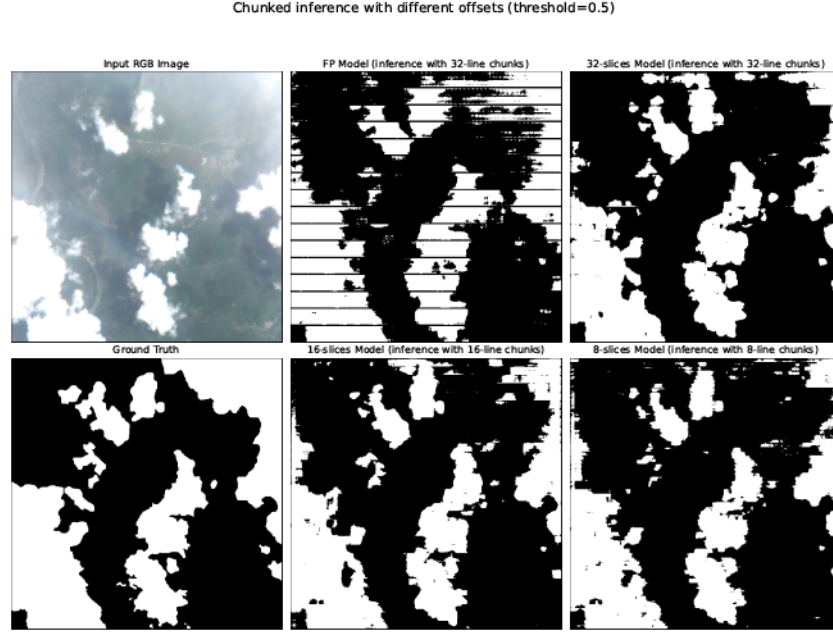 Chunked inference with different offsets (threshold=0.5)
Input RGB Image
FP Model (inference with 32-line chunks)
32-slices Model (inference with 32-line chunks)
Ground Truth
16-slices Model (inference with 16-line chunks)
8-slices Model (inference with 8-line chunks)